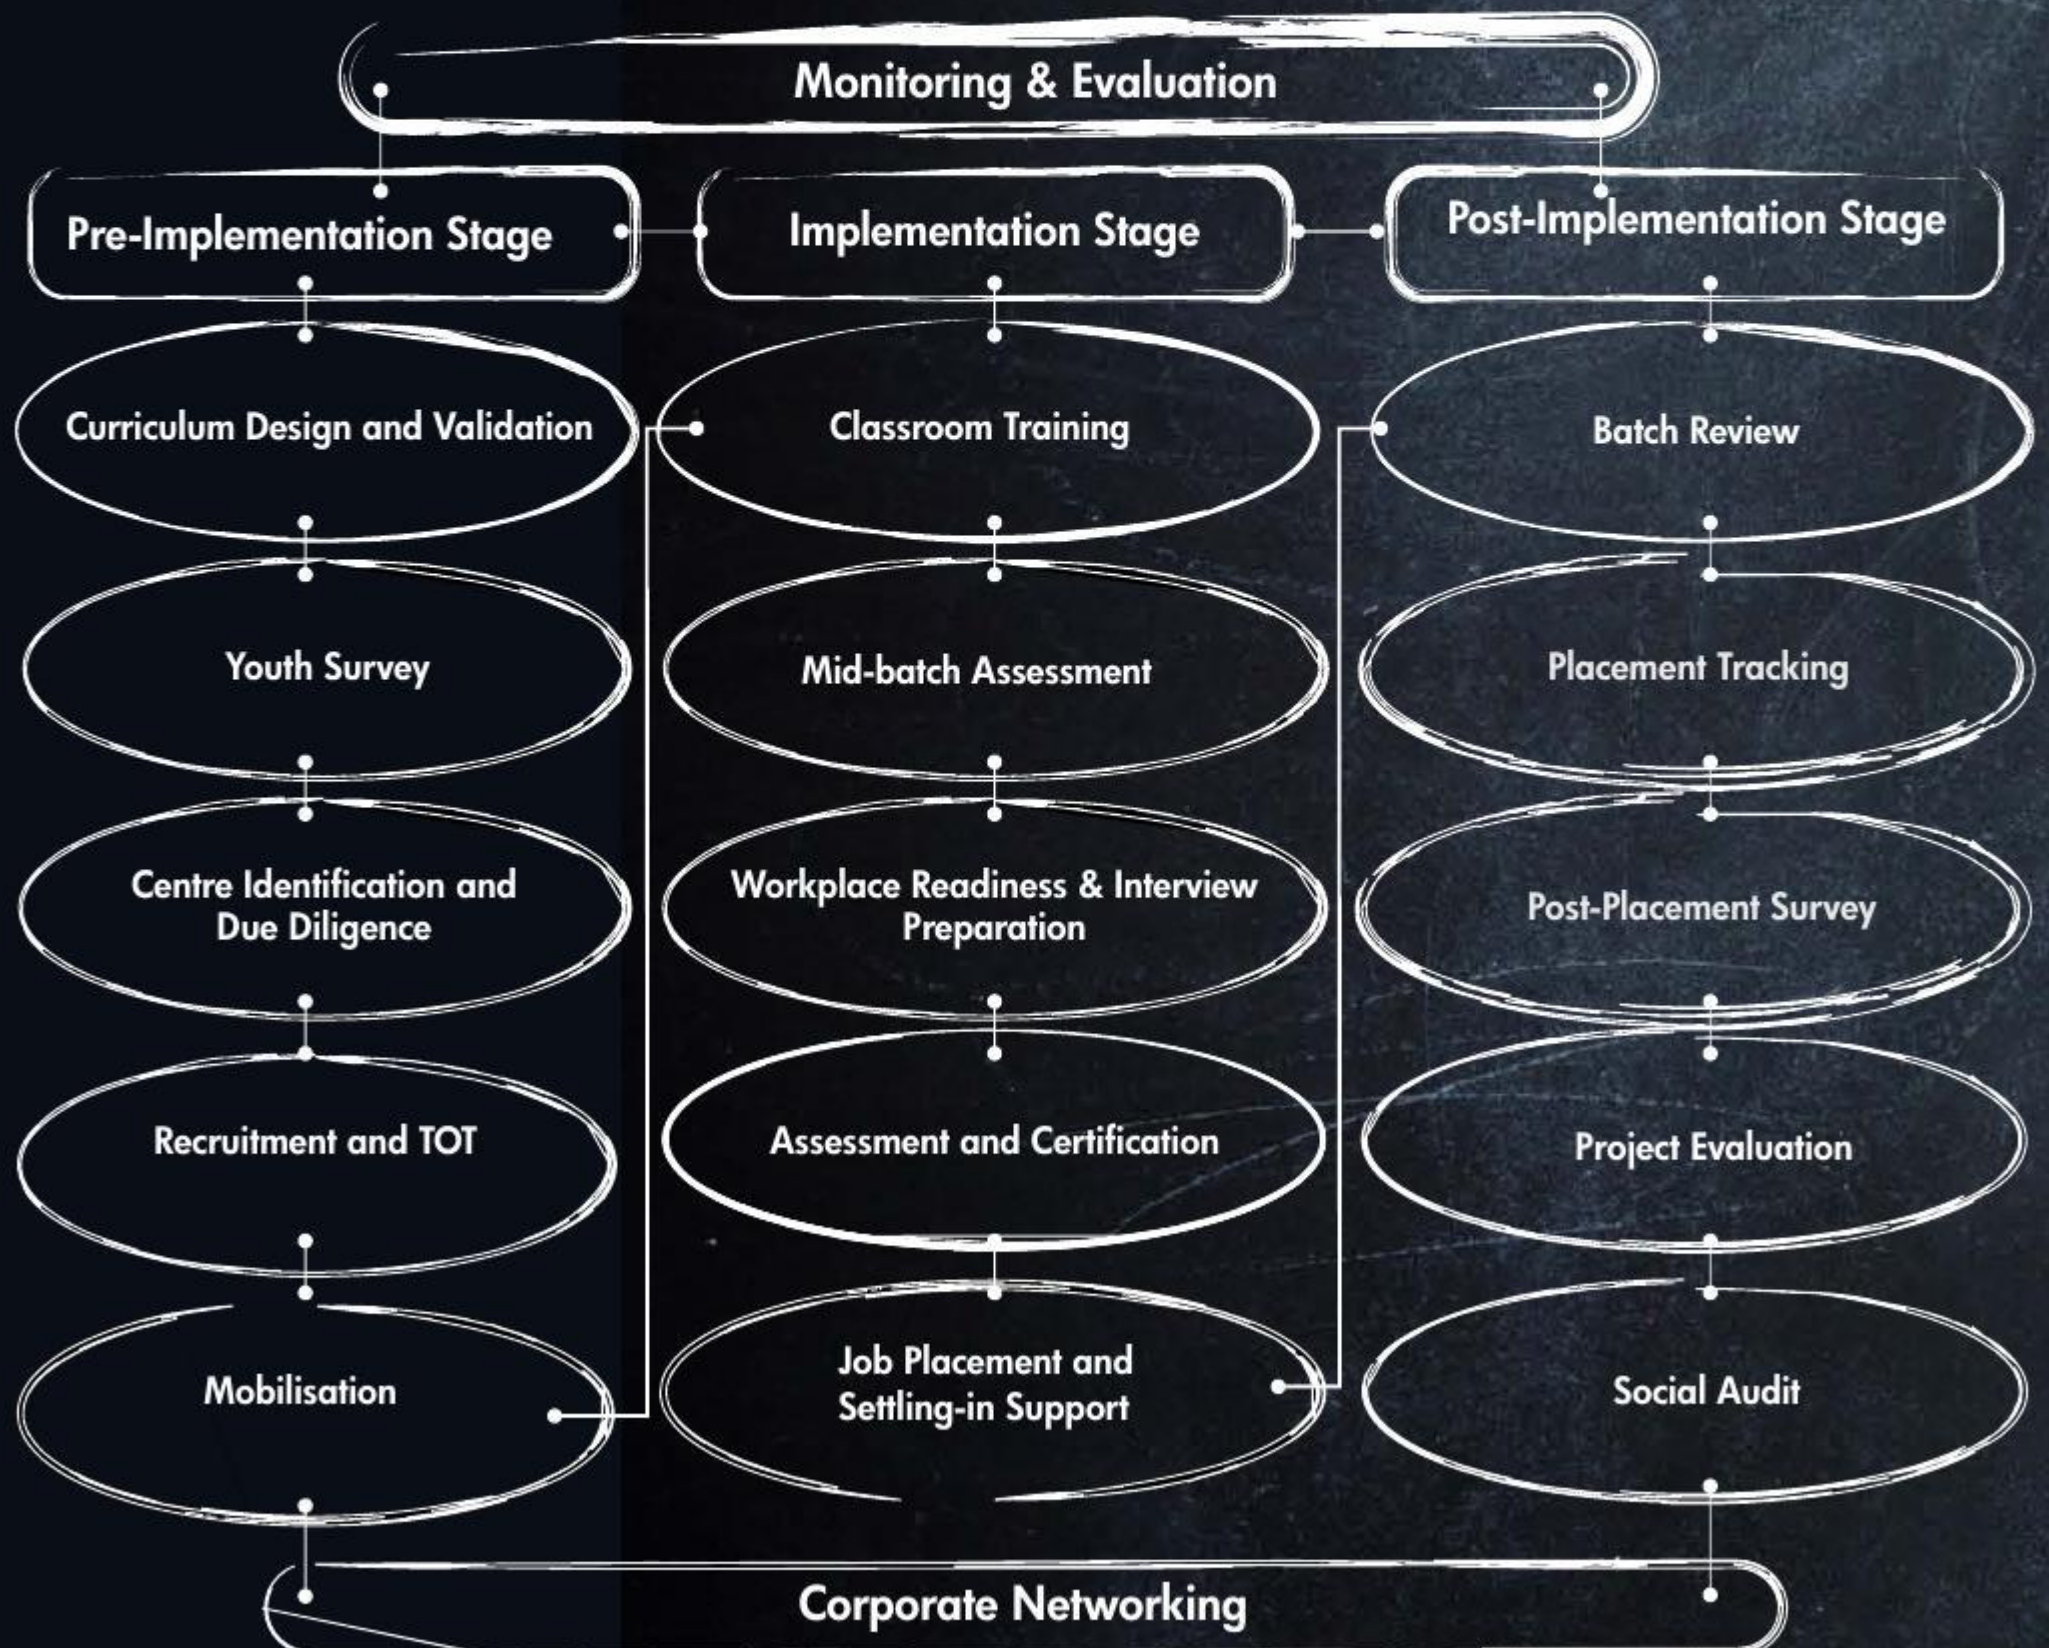 Monitoring & Evaluation
Pre-Implementation Stage
Implementation Stage
Post-Implementation Stage
Curriculum Design and Validation
Classroom Training
Batch Review
Youth Survey
Mid-batch Assessment
Placement Tracking
Centre Identification and
Due Diligence
Workplace Readiness & Interview
Preparation
Post-Placement Survey
Recruitment and TOT
Assessment and Certification
Project Evaluation
Mobilisation
Job Placement and
Settling-in Support
Social Audit
Corporate Networking